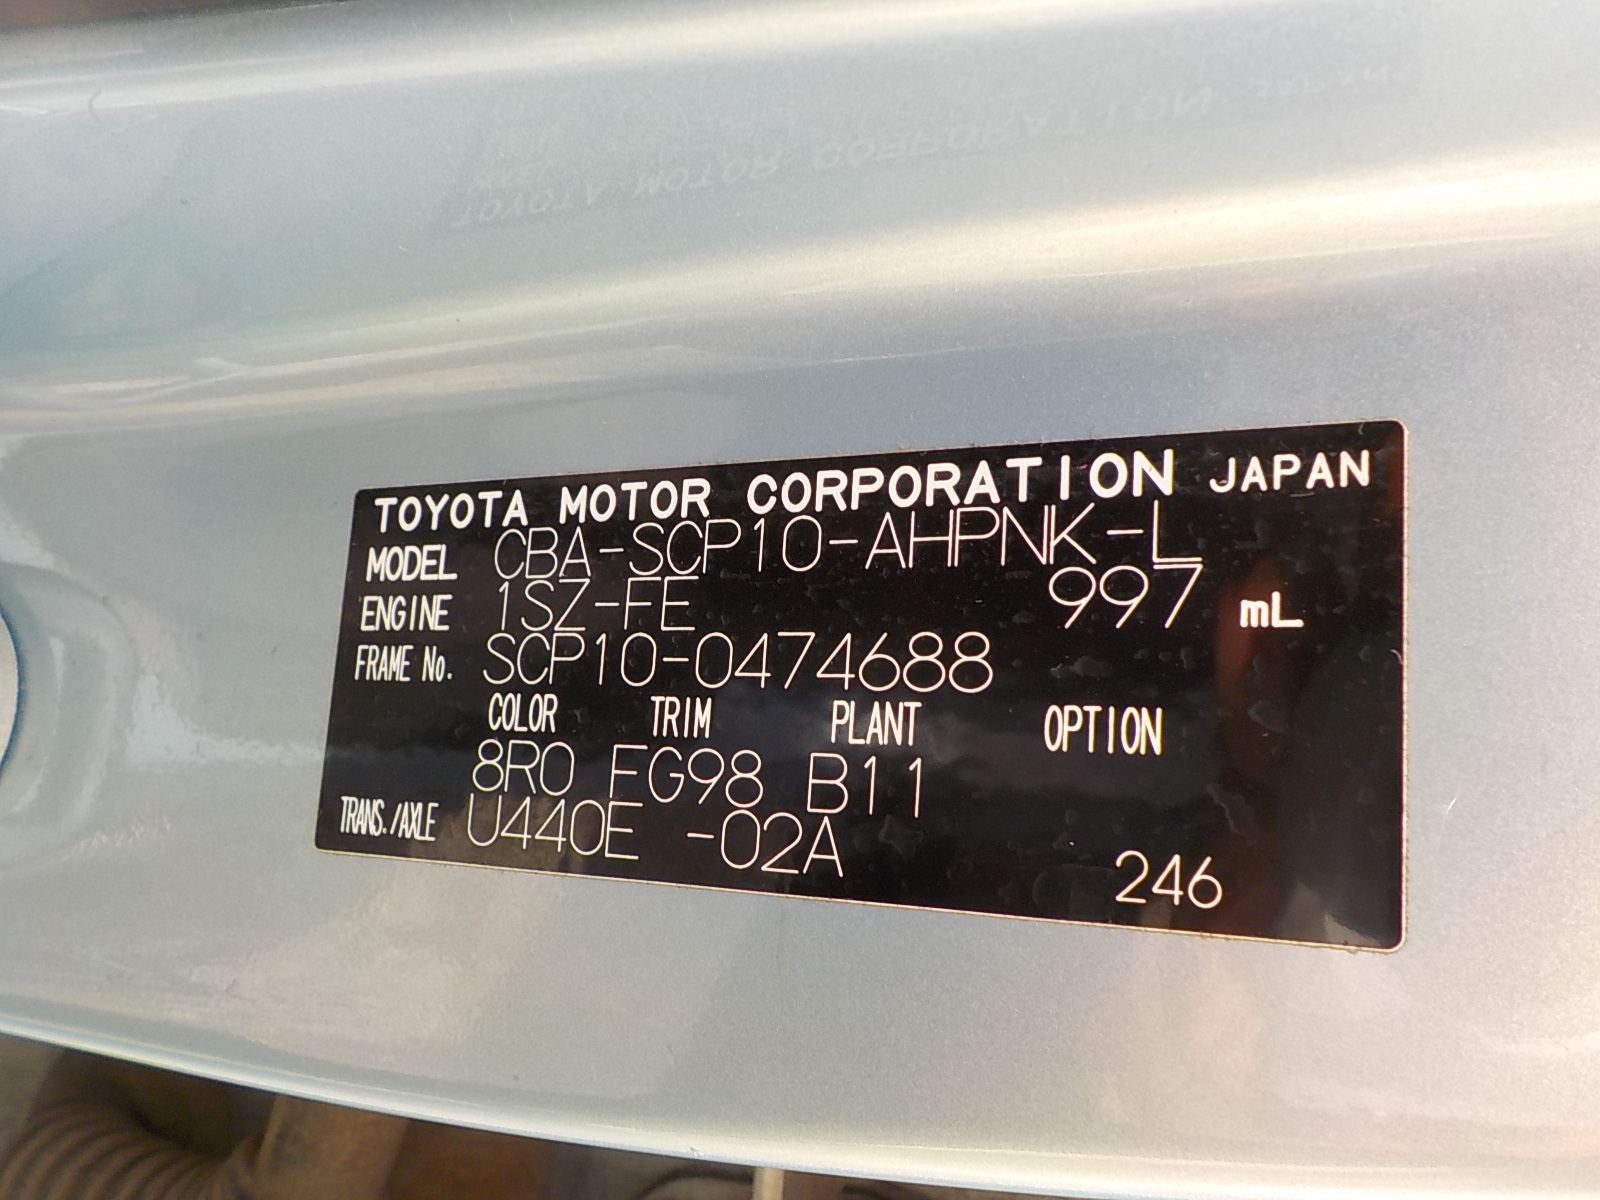 TOYOTA MOTOR CORPORATION JAPAN
MODEL CBA-SCP10-AHPNK-L
ENGINE 1SZ-FE 997 mL
FRAME No. SCP10-0474688
COLOR TRIM PLANT OPTION
8R0 FG98 B11
TRANS./AXLE U440E -02A
246